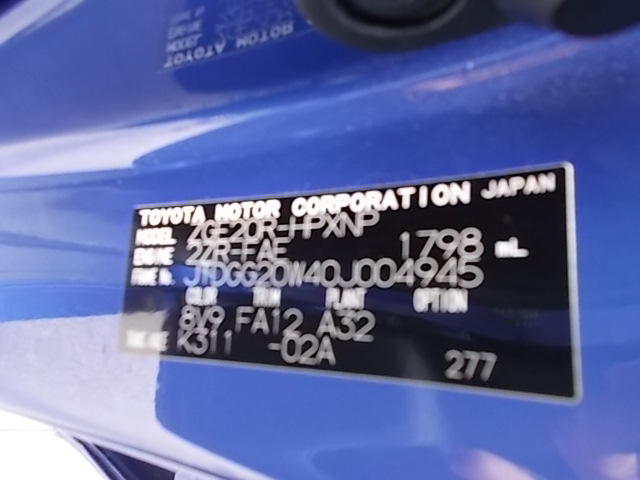 TOYOTA MOTOR CORPORATION JAPAN
MODEL ZGE20R-HPXNP
ENGINE 2ZR-FAE 1798 mL
FRAME No. JTDGG20W40J004945
COLOR TRIM PLANT OPTION
8V9 FA12 A32
TRANS/AXLE K311 -02A
277